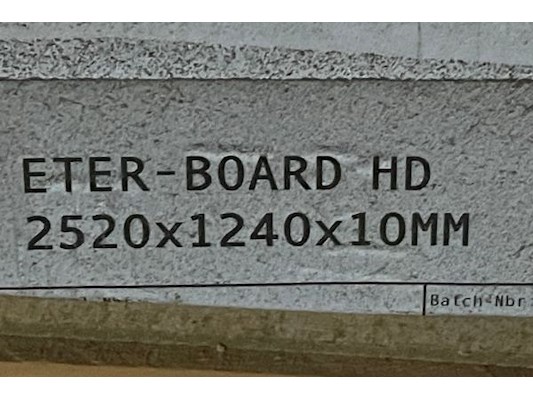 ETER-BOARD HD
2520x1240x10MM
Batch-Nbr: